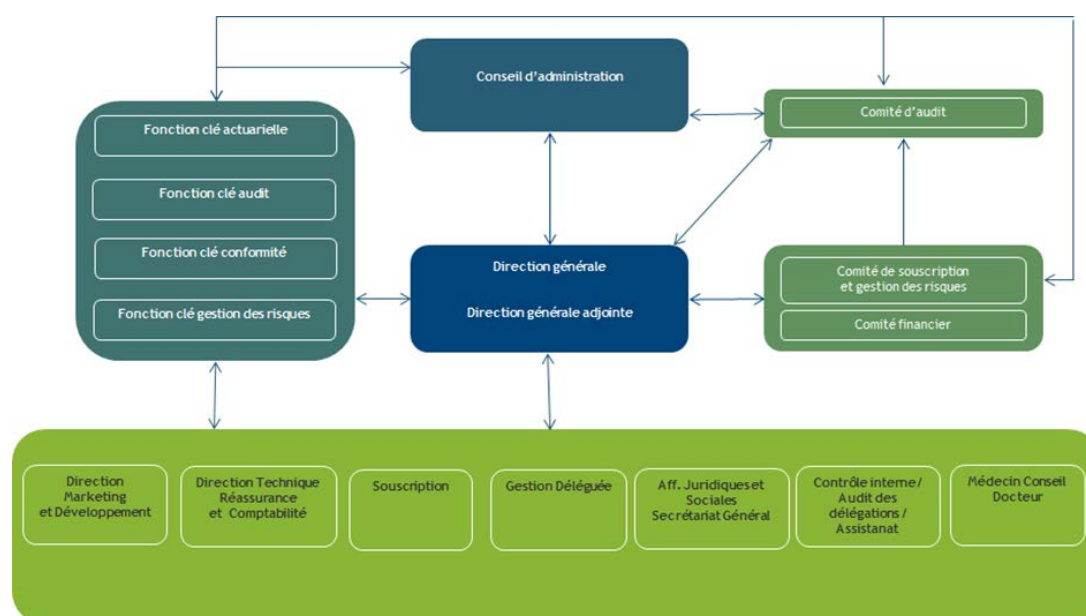 Conseil d'administration
Comité d'audit
Fonction clé actuarielle
Fonction clé audit
Fonction clé conformité
Fonction clé gestion des risques
Direction générale
Direction générale adjointe
Comité de souscription
et gestion des risques
Comité financier
Direction
Marketing
et Développement
Direction Technique
Réassurance
et Comptabilité
Souscription
Gestion Déléguée
Aff. Juridiques et
Sociales
Secrétariat Général
Contrôle interne /
Audit des
délégations /
Assistanat
Médecin Conseil
Docteur